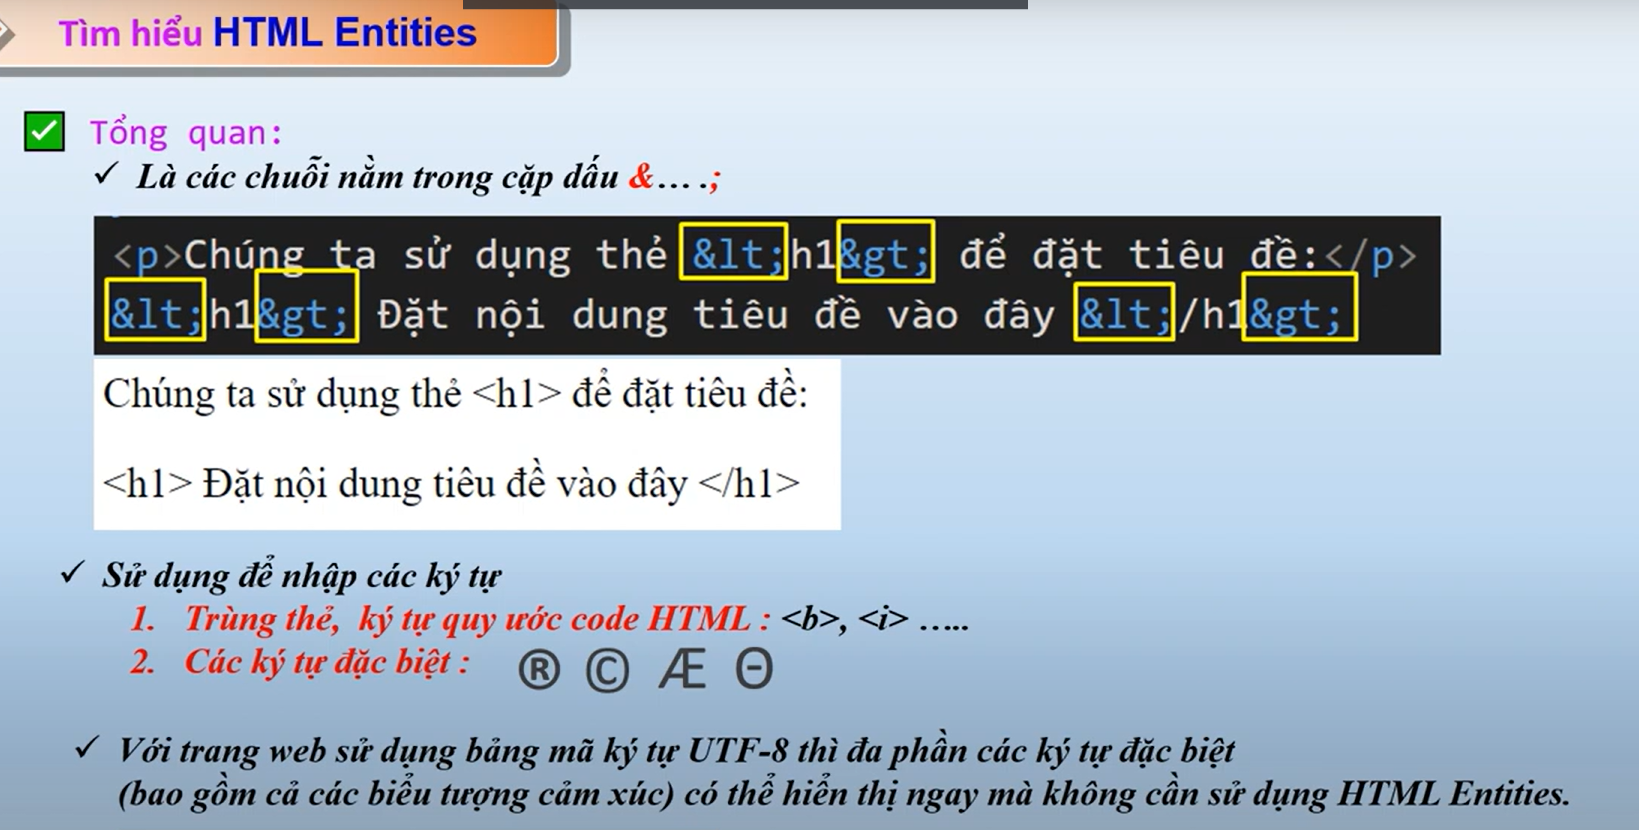 Tìm hiểu HTML Entities
Tổng quan:
✓ Là các chuỗi nằm trong cặp dấu &... .;
<p>Chúng ta sử dụng thẻ &lt;h1&gt; để đặt tiêu đề:</p>
&lt;h1&gt; Đặt nội dung tiêu đề vào đây &lt;/h1&gt;
Chúng ta sử dụng thẻ <h1> để đặt tiêu đề:
<h1> Đặt nội dung tiêu đề vào đây </h1>
✓ Sử dụng để nhập các ký tự
1. Trùng thẻ, ký tự quy ước code HTML : <b>, <i> .....
2. Các ký tự đặc biệt : ® © Æ Θ
✓ Với trang web sử dụng bảng mã ký tự UTF-8 thì đa phần các ký tự đặc biệt
(bao gồm cả các biểu tượng cảm xúc) có thể hiển thị ngay mà không cần sử dụng HTML Entities.